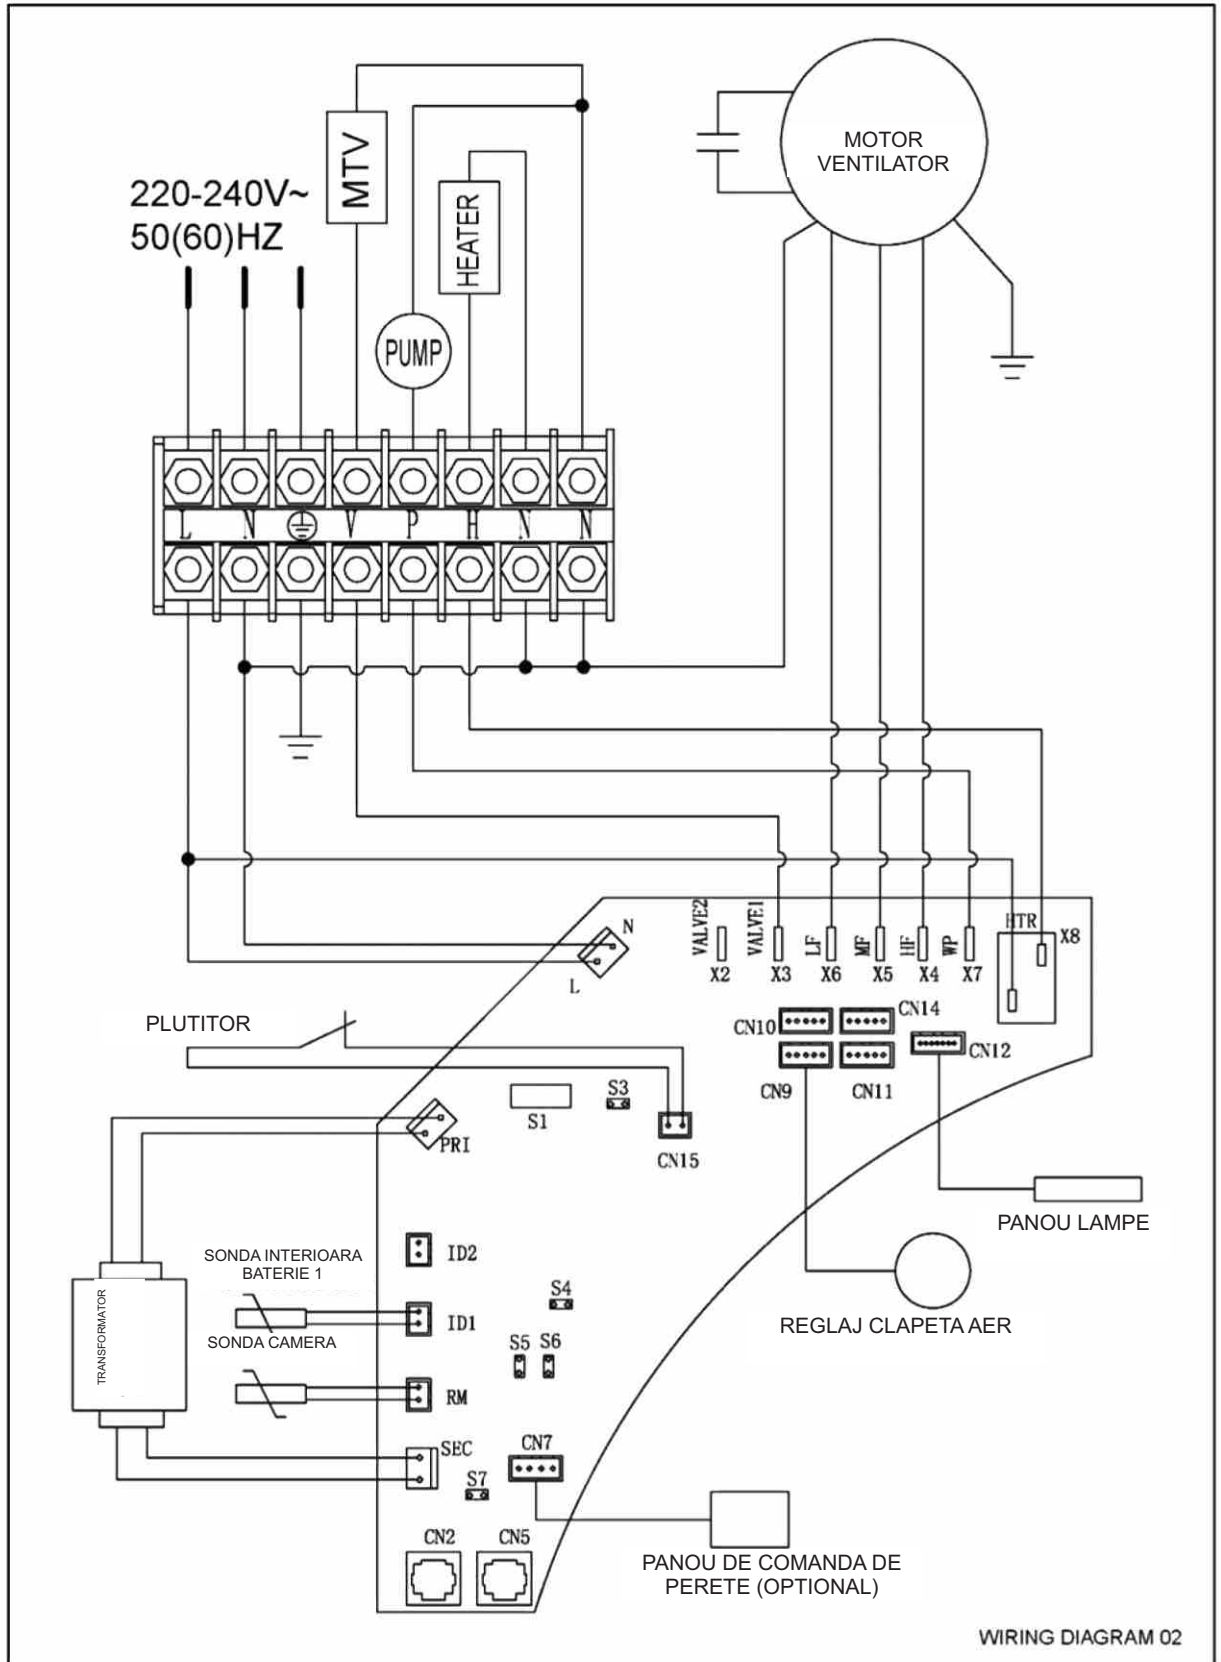 MOTOR
VENTILATOR
220-240V~
50(60)HZ
MTV
HEATER
PUMP
L N V P H N N
VALVE2 VALVE1 LF MF HF WP HTR
X2 X3 X6 X5 X4 X7 X8
N
L
PLUTITOR
CN10 CN14
CN12
CN9 CN11
S3
S1
PRI
CN15
PANOU LAMPE
ID2
SONDA INTERIOARA
BATERIE 1
S4
ID1
REGLAJ CLAPETA AER
SONDA CAMERA
TRANSFORMATOR
S5 S6
RM
SEC
CN7
S7
CN2 CN5
PANOU DE COMANDA DE
PERETE (OPTIONAL)
WIRING DIAGRAM 02